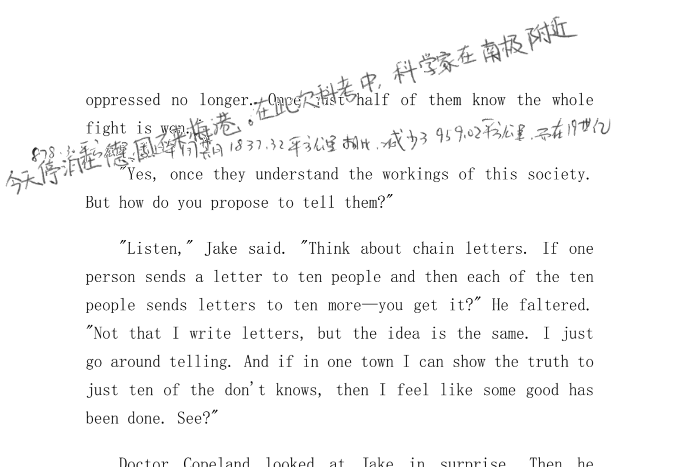 今天停泊在德国不来梅港。在此次科考中，科学家在南极附近
oppressed no longer. Once just half of them know the whole
fight is won."
878. 1837.32平方公里相比，减少了959.02平方公里。而在19世纪
"Yes, once they understand the workings of this society.
But how do you propose to tell them?"
"Listen," Jake said. "Think about chain letters. If one
person sends a letter to ten people and then each of the ten
people sends letters to ten more—you get it?" He faltered.
"Not that I write letters, but the idea is the same. I just
go around telling. And if in one town I can show the truth to
just ten of the don't knows, then I feel like some good has
been done. See?"
Doctor Copeland looked at Jake in surprise. Then he